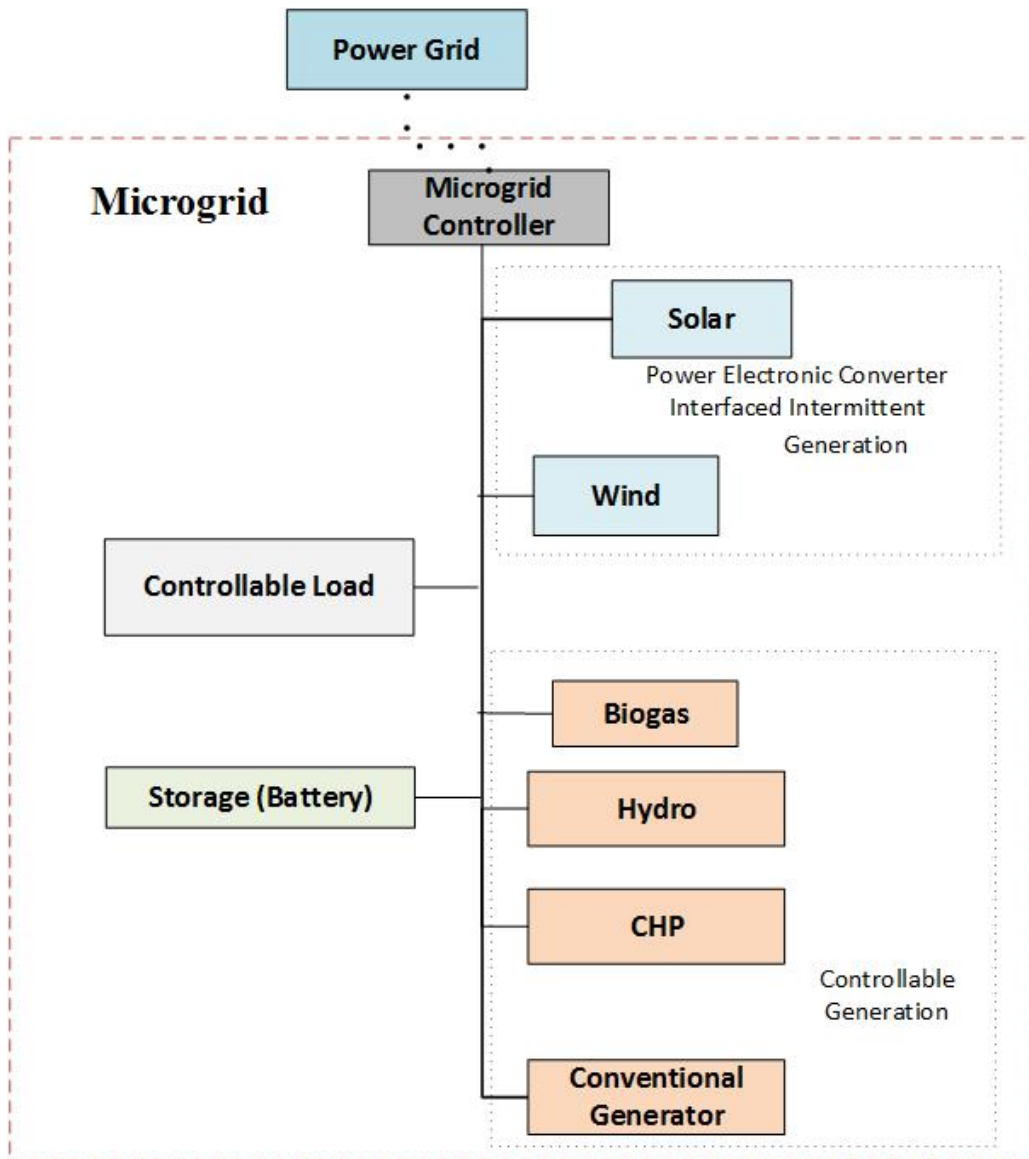 Power Grid
Microgrid
Microgrid
Controller
Solar
Power Electronic Converter
Interfaced Intermittent
Generation
Wind
Controllable Load
Biogas
Storage (Battery)
Hydro
CHP
Controllable
Generation
Conventional
Generator